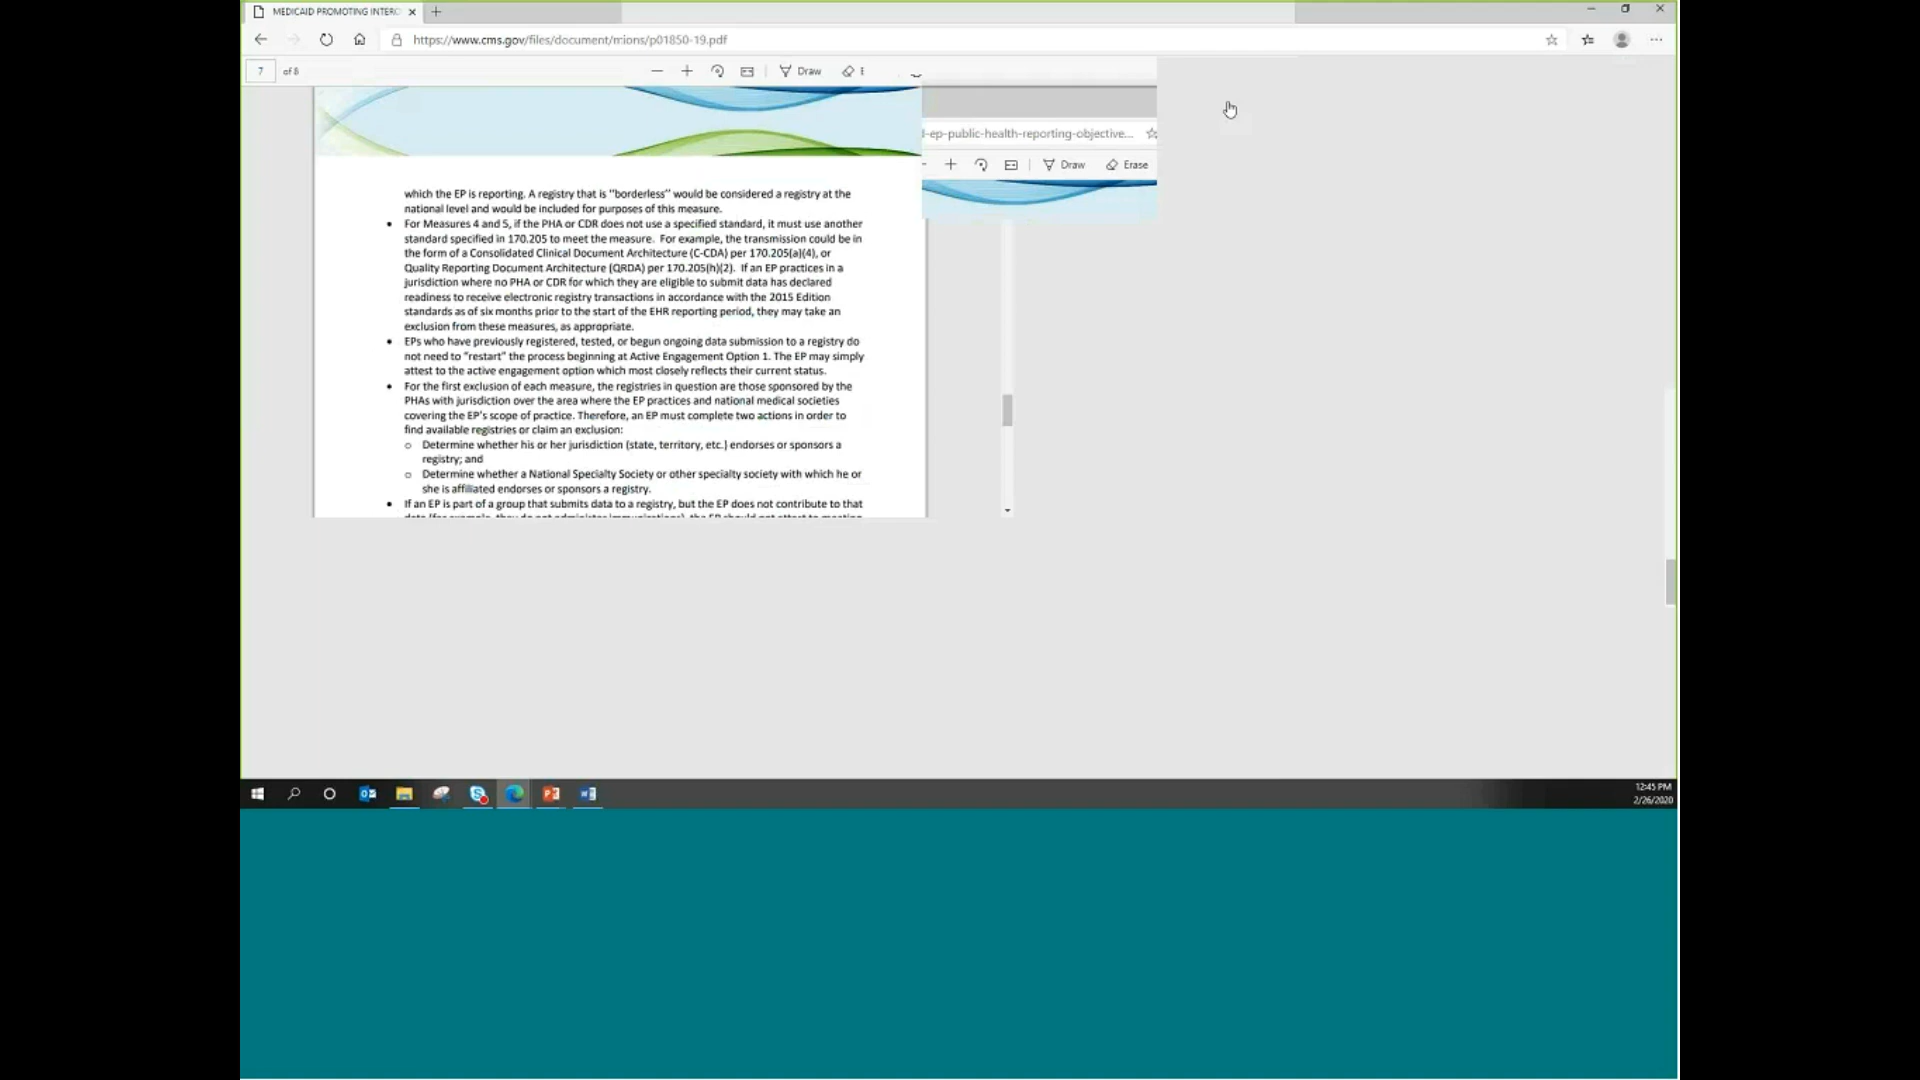 MEDICAID PROMOTING INTERO
https://www.cms.gov/files/document/mions/p01850-19.pdf
7 of 8
Draw
-ep-public-health-reporting-objective...
Draw
Erase
which the EP is reporting. A registry that is "borderless" would be considered a registry at the
national level and would be included for purposes of this measure.
• For Measures 4 and 5, if the PHA or CDR does not use a specified standard, it must use another
standard specified in 170.205 to meet the measure. For example, the transmission could be in
the form of a Consolidated Clinical Document Architecture (C-CDA) per 170.205(a)(4), or
Quality Reporting Document Architecture (QRDA) per 170.205(h)(2). If an EP practices in a
jurisdiction where no PHA or CDR for which they are eligible to submit data has declared
readiness to receive electronic registry transactions in accordance with the 2015 Edition
standards as of six months prior to the start of the EHR reporting period, they may take an
exclusion from these measures, as appropriate.
• EPs who have previously registered, tested, or begun ongoing data submission to a registry do
not need to "restart" the process beginning at Active Engagement Option 1. The EP may simply
attest to the active engagement option which most closely reflects their current status.
• For the first exclusion of each measure, the registries in question are those sponsored by the
PHAs with jurisdiction over the area where the EP practices and national medical societies
covering the EP's scope of practice. Therefore, an EP must complete two actions in order to
find available registries or claim an exclusion:
o Determine whether his or her jurisdiction (state, territory, etc.) endorses or sponsors a
registry; and
o Determine whether a National Specialty Society or other specialty society with which he or
she is affiliated endorses or sponsors a registry.
• If an EP is part of a group that submits data to a registry, but the EP does not contribute to that
12:45 PM
2/26/2020